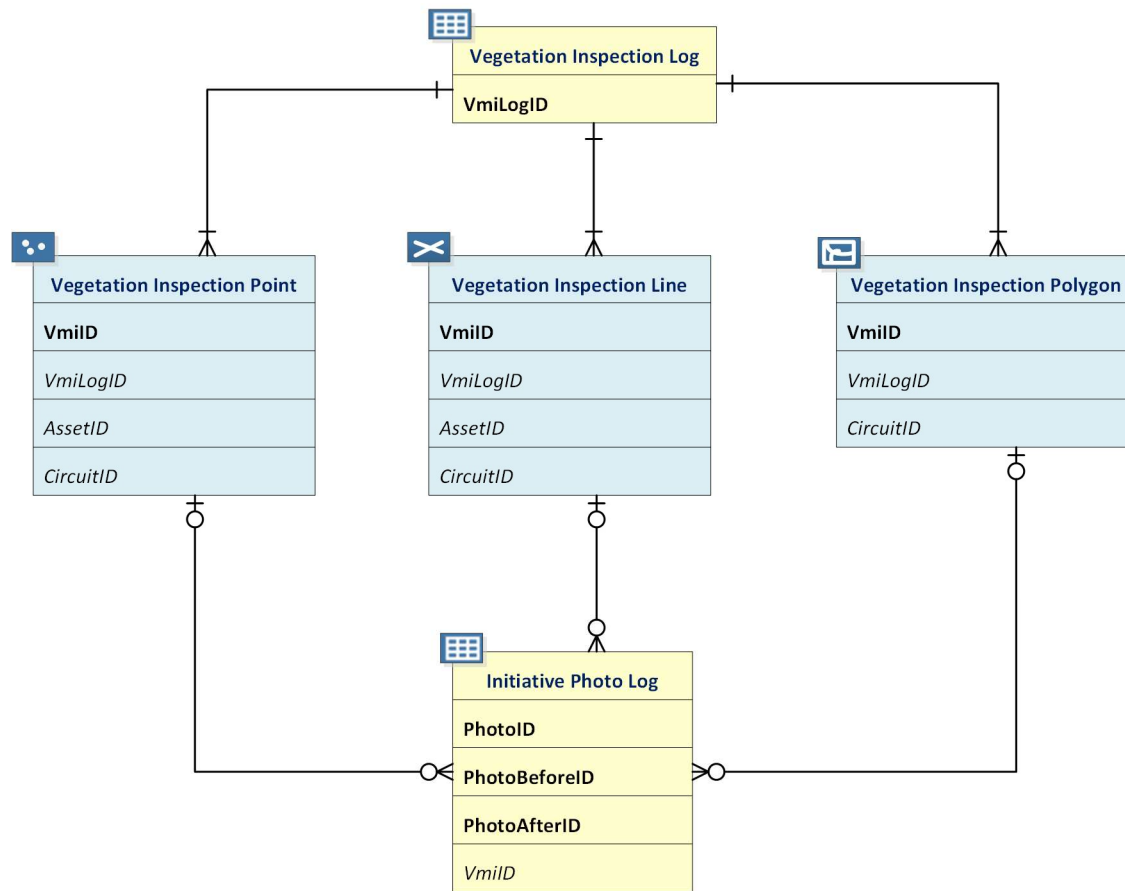 Vegetation Inspection Log
VmiLogID
Vegetation Inspection Point
VmiID
VmiLogID
AssetID
CircuitID
Vegetation Inspection Line
VmiID
VmiLogID
AssetID
CircuitID
Vegetation Inspection Polygon
VmiID
VmiLogID
CircuitID
Initiative Photo Log
PhotoID
PhotoBeforeID
PhotoAfterID
VmiID